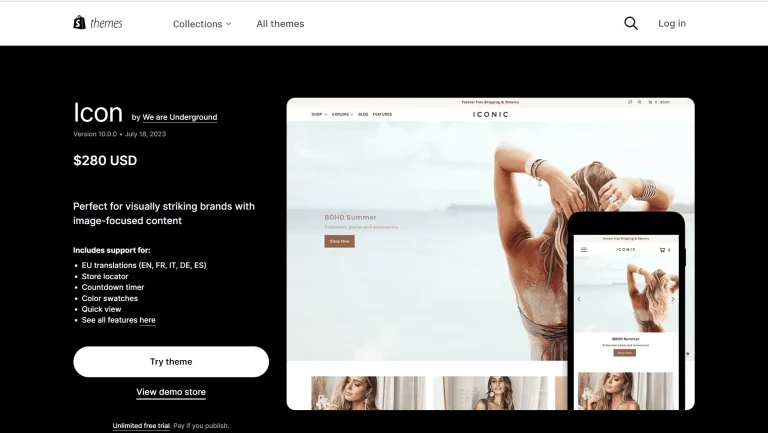 themes
Collections
All themes
Log in
Icon by We are Underground
Version 10.0.0 • July 18, 2023
$280 USD
Perfect for visually striking brands with
image-focused content
Includes support for:
• EU translations (EN, FR, IT, DE, ES)
• Store locator
• Countdown timer
• Color swatches
• Quick view
• See all features here
Try theme
View demo store
Unlimited free trial. Pay if you publish.
Forever Free Shipping & Returns
SHOP EXPLORE BLOG FEATURES
ICONIC
0
BOHO Summer
Statement pieces and accessories
Shop Now
Forever Free Shipping & Returns
ICONIC
0
BOHO Summer
Statement pieces and accessories
Shop Now